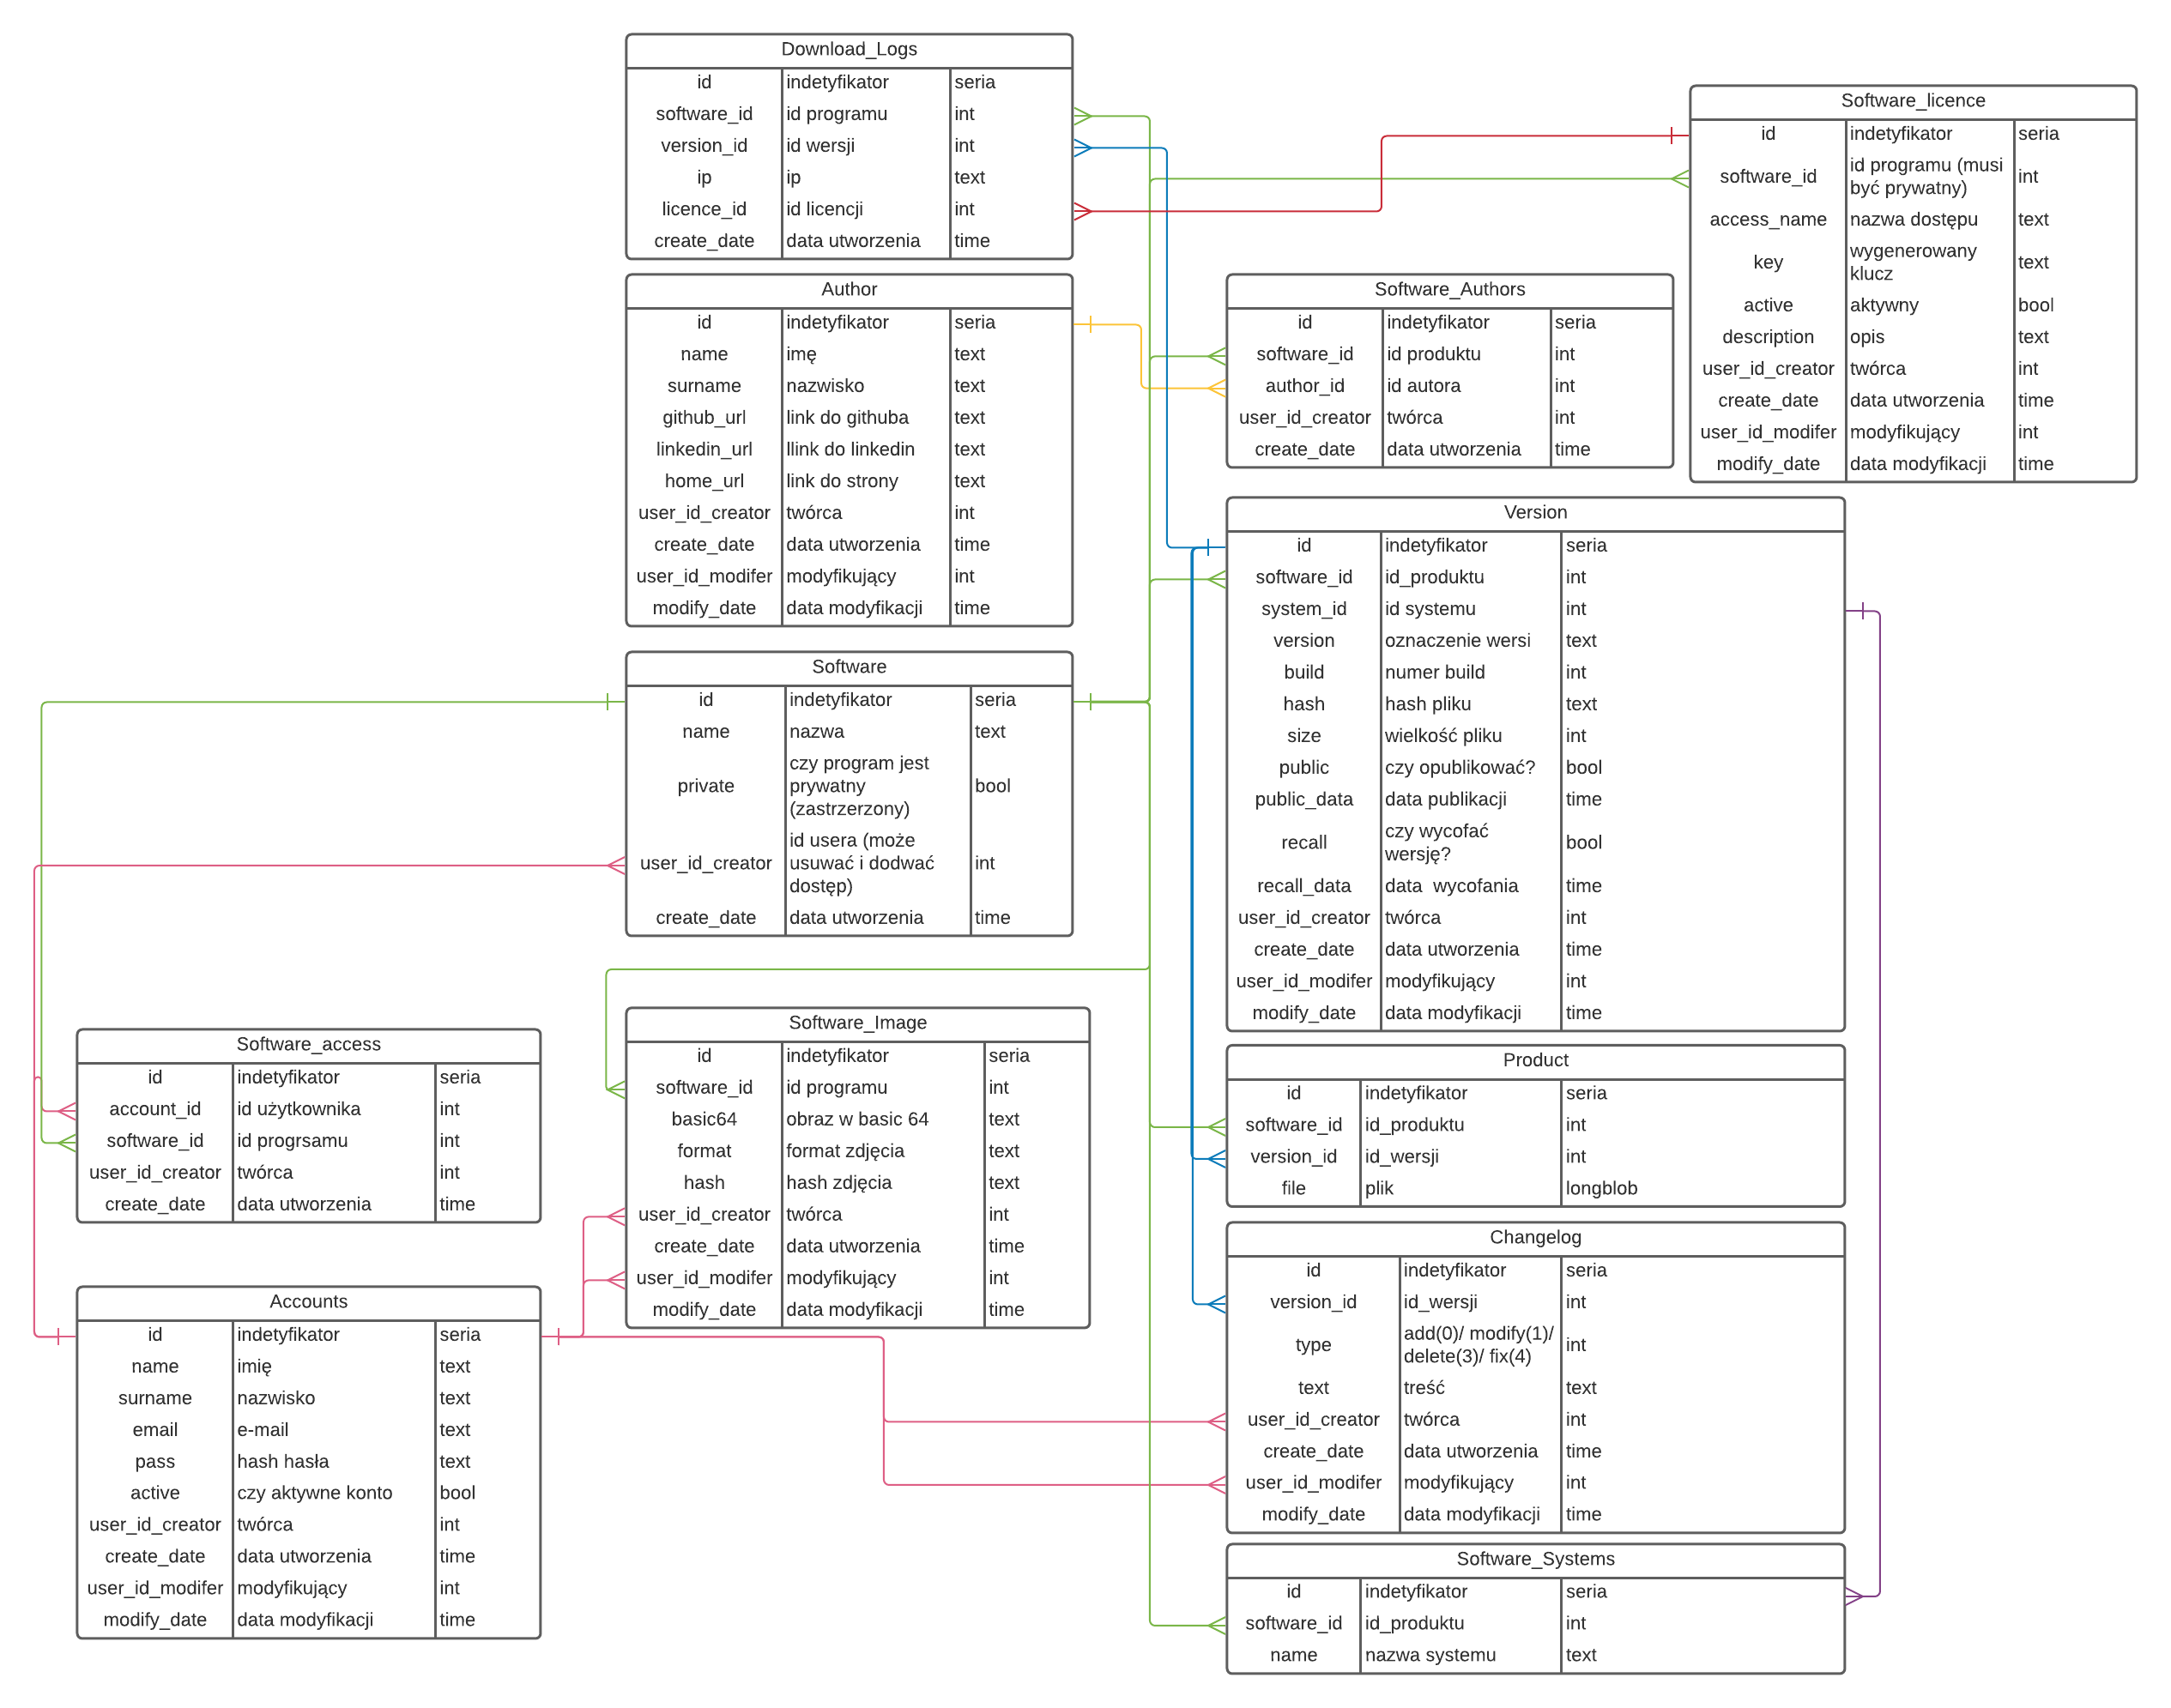 Download_Logs
id indetyfikator seria
software_id id programu int
version_id id wersji int
ip ip text
licence_id id licencji int
create_date data utworzenia time
Software_licence
id indetyfikator seria
software_id id programu (musi
być prywatny) int
access_name nazwa dostępu text
key wygenerowany
klucz text
active aktywny bool
description opis text
user_id_creator twórca int
create_date data utworzenia time
user_id_modifer modyfikujący int
modify_date data modyfikacji time
Author
id indetyfikator seria
name imę text
surname nazwisko text
github_url link do githuba text
linkedin_url llink do linkedin text
home_url link do strony text
user_id_creator twórca int
create_date data utworzenia time
user_id_modifer modyfikujący int
modify_date data modyfikacji time
Software_Authors
id indetyfikator seria
software_id id produktu int
author_id id autora int
user_id_creator twórca int
create_date data utworzenia time
Version
id indetyfikator seria
software_id id_produktu int
system_id id systemu int
version oznaczenie wersi text
build numer build int
hash hash pliku text
size wielkość pliku int
public czy opublikować? bool
public_data data publikacji time
recall czy wycofać
wersję? bool
recall_data data  wycofania time
user_id_creator twórca int
create_date data utworzenia time
user_id_modifer modyfikujący int
modify_date data modyfikacji time
Software
id indetyfikator seria
name nazwa text
private czy program jest
prywatny
(zastrzerzony) bool
user_id_creator id usera (może
usuwać i dodwać
dostęp) int
create_date data utworzenia time
Software_access
id indetyfikator seria
account_id id użytkownika int
software_id id progrsamu int
user_id_creator twórca int
create_date data utworzenia time
Software_Image
id indetyfikator seria
software_id id programu int
basic64 obraz w basic 64 text
format format zdjęcia text
hash hash zdjęcia text
user_id_creator twórca int
create_date data utworzenia time
user_id_modifer modyfikujący int
modify_date data modyfikacji time
Product
id indetyfikator seria
software_id id_produktu int
version_id id_wersji int
file plik longblob
Changelog
id indetyfikator seria
version_id id_wersji int
type add(0)/ modify(1)/
delete(3)/ fix(4) int
text treść text
user_id_creator twórca int
create_date data utworzenia time
user_id_modifer modyfikujący int
modify_date data modyfikacji time
Accounts
id indetyfikator seria
name imię text
surname nazwisko text
email e-mail text
pass hash hasła text
active czy aktywne konto bool
user_id_creator twórca int
create_date data utworzenia time
user_id_modifer modyfikujący int
modify_date data modyfikacji time
Software_Systems
id indetyfikator seria
software_id id_produktu int
name nazwa systemu text